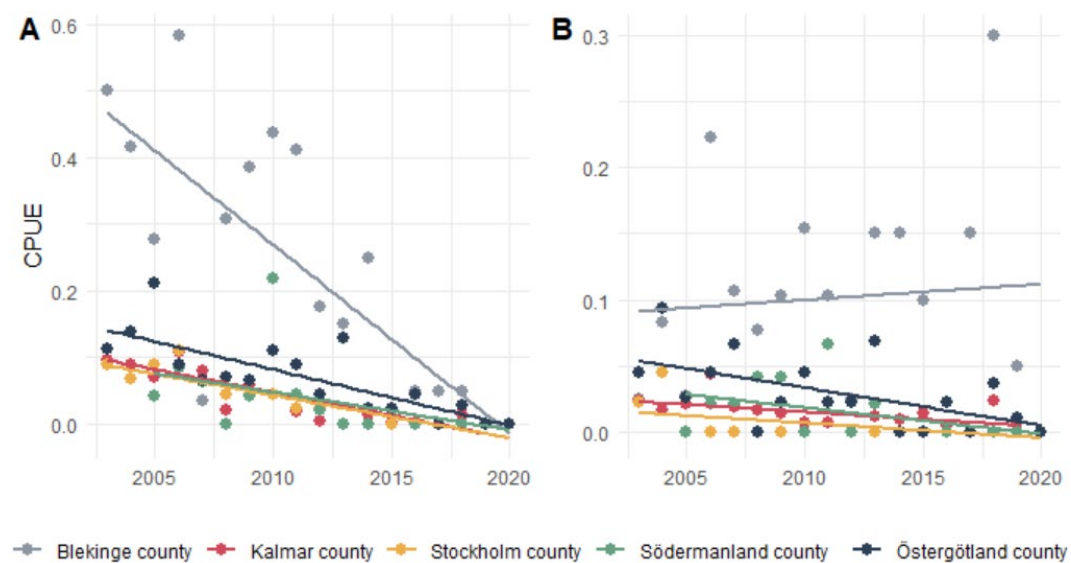 A
B
CPUE
0.6
0.4
0.2
0.0
0.3
0.2
0.1
0.0
2005 2010 2015 2020
2005 2010 2015 2020
Blekinge county Kalmar county Stockholm county Södermanland county Östergötland county